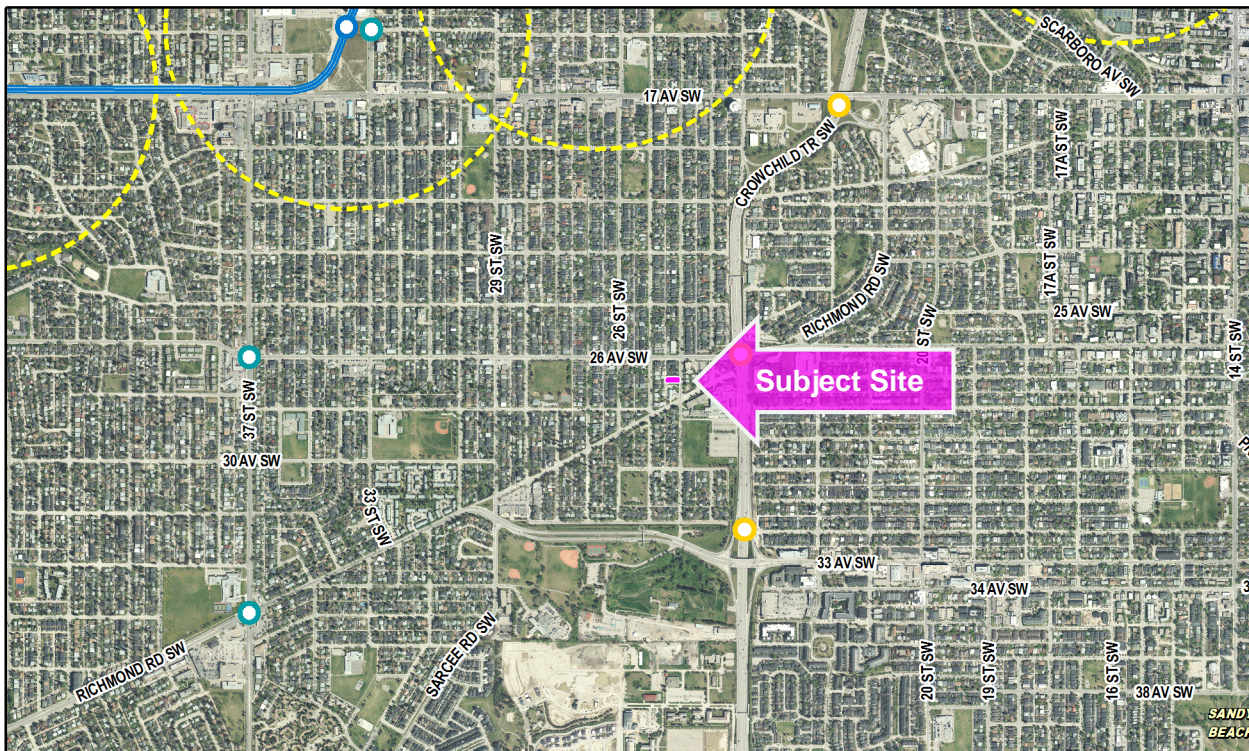 SCARBORO AV SW
17 AV SW
17A ST SW
CROWCHILD TR SW
29 ST SW
26 ST SW
17A ST SW
RICHMOND RD SW
25 AV SW
20 ST SW
14 ST SW
26 AV SW
Subject Site
37 ST SW
30 AV SW
33 ST SW
33 AV SW
34 AV SW
SARCEE RD SW
RICHMOND RD SW
20 ST SW
19 ST SW
16 ST SW
38 AV SW
SANDY
BEACH